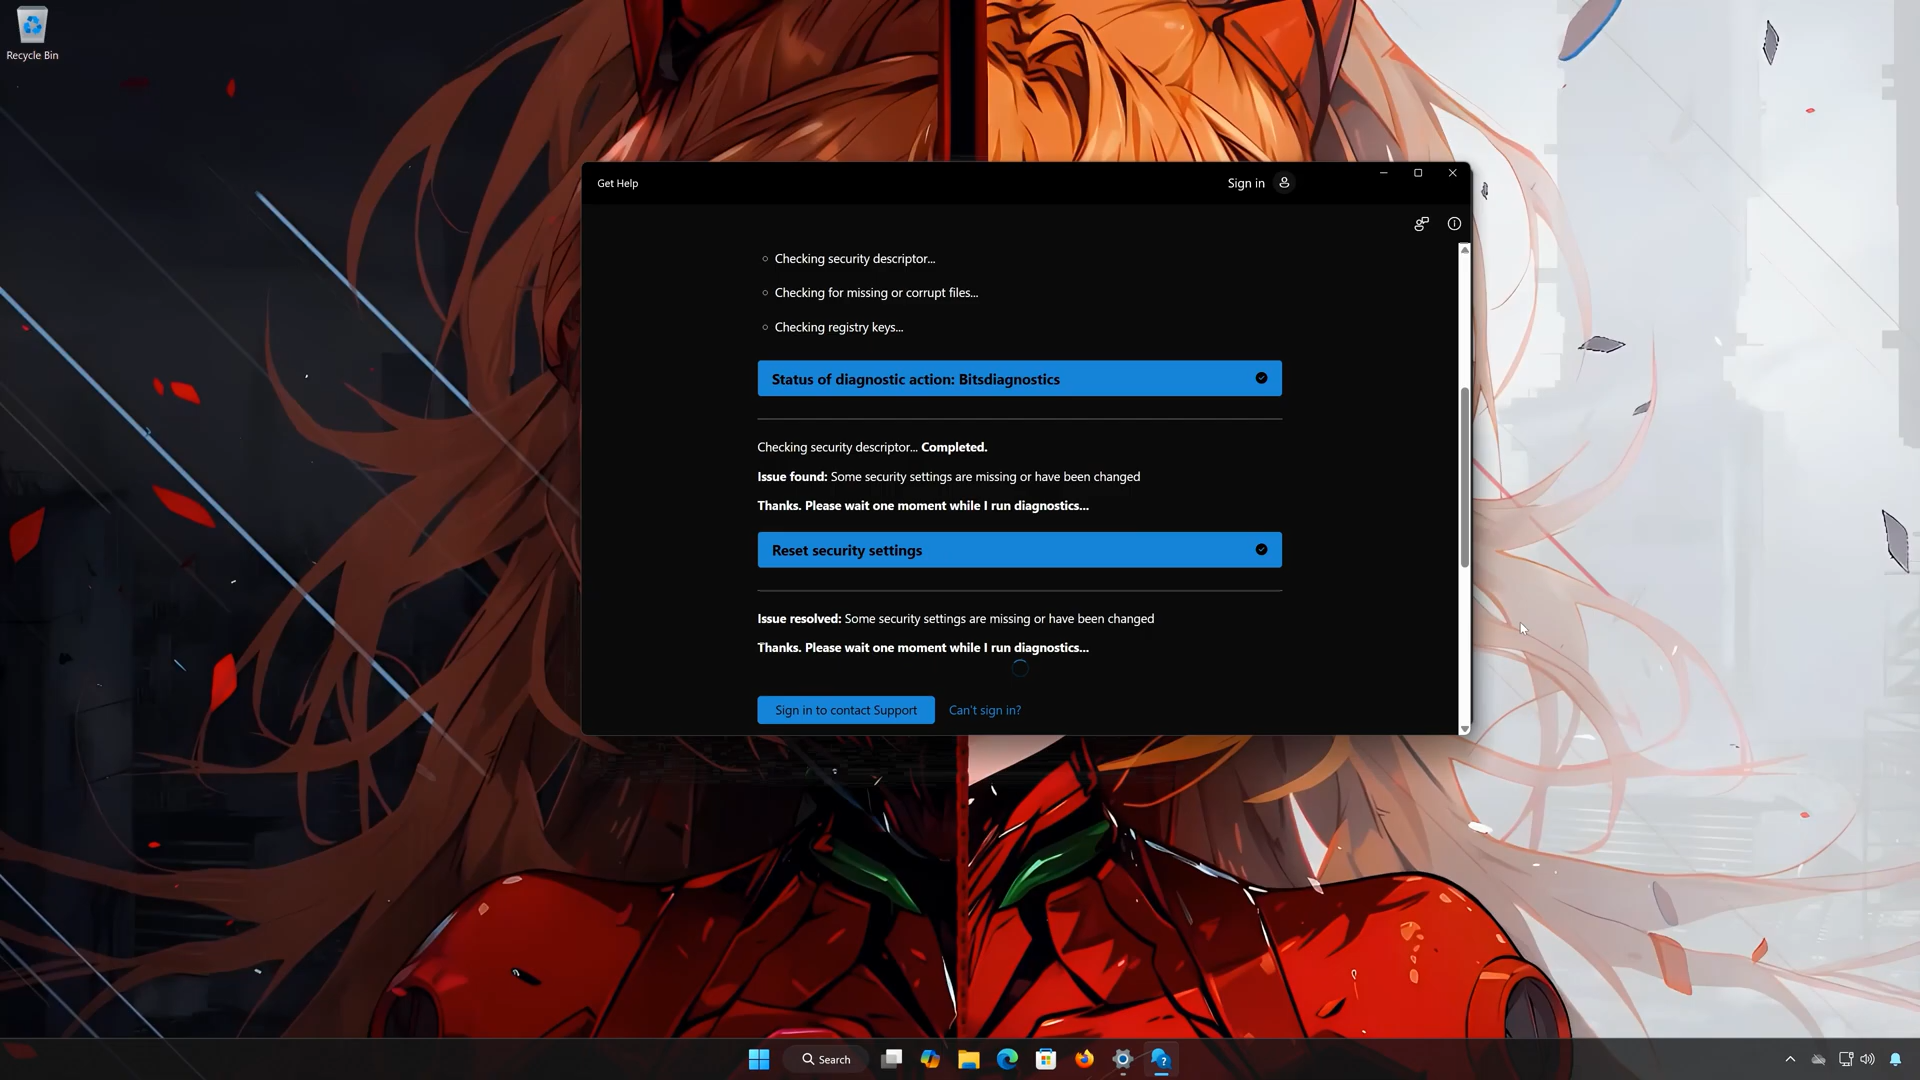 Recycle Bin
Get Help
Sign in
Checking security descriptor...
Checking for missing or corrupt files...
Checking registry keys...
Status of diagnostic action: Bitsdiagnostics
Checking security descriptor... Completed.
Issue found: Some security settings are missing or have been changed
Thanks. Please wait one moment while I run diagnostics...
Reset security settings
Issue resolved: Some security settings are missing or have been changed
Thanks. Please wait one moment while I run diagnostics...
Sign in to contact Support
Can't sign in?
Search